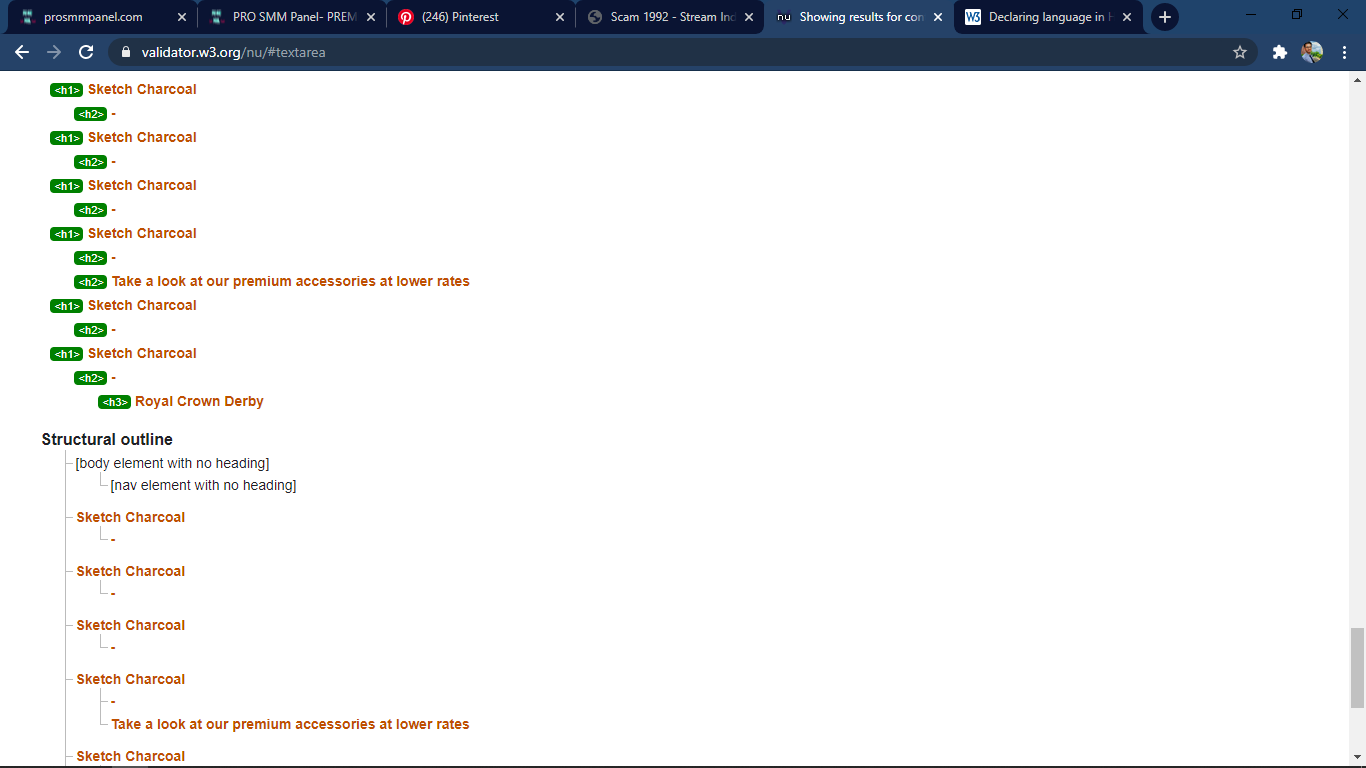 prosmmpanel.com
PRO SMM Panel- PREM
(246) Pinterest
Scam 1992 - Stream Ind
nu Showing results for con
W3 Declaring language in H
validator.w3.org/nu/#textarea
<h1> Sketch Charcoal
<h2> -
<h1> Sketch Charcoal
<h2> -
<h1> Sketch Charcoal
<h2> -
<h1> Sketch Charcoal
<h2> -
<h2> Take a look at our premium accessories at lower rates
<h1> Sketch Charcoal
<h2> -
<h1> Sketch Charcoal
<h2> -
<h3> Royal Crown Derby
Structural outline
[body element with no heading]
[nav element with no heading]
Sketch Charcoal
-
Sketch Charcoal
-
Sketch Charcoal
-
Sketch Charcoal
-
Take a look at our premium accessories at lower rates
Sketch Charcoal